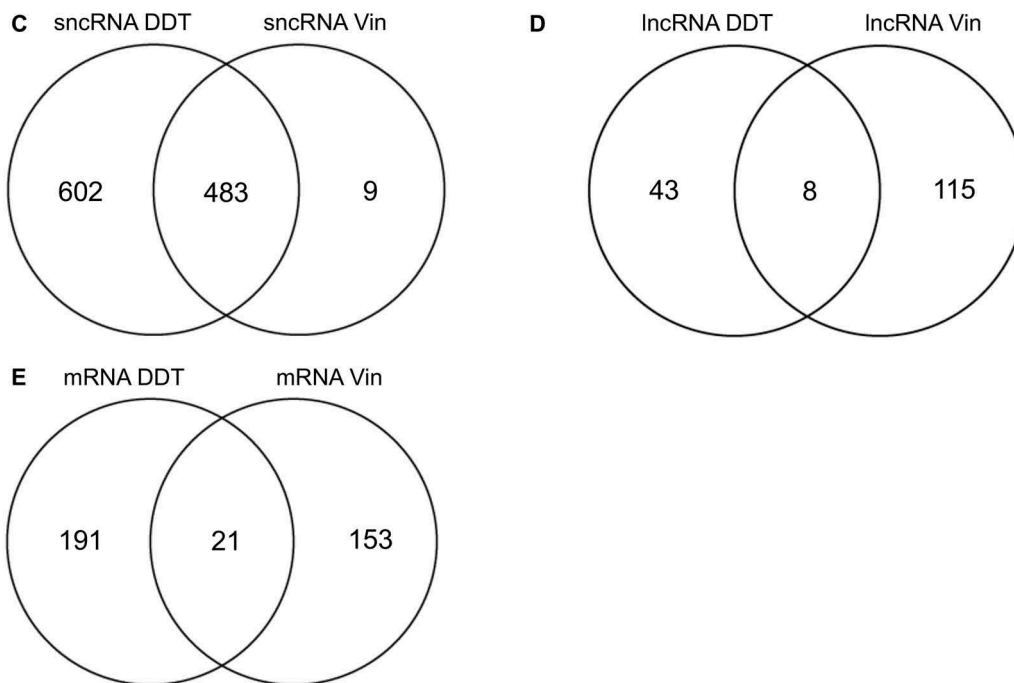 C sncRNA DDT sncRNA Vin
602 483 9
D lncRNA DDT lncRNA Vin
43 8 115
E mRNA DDT mRNA Vin
191 21 153